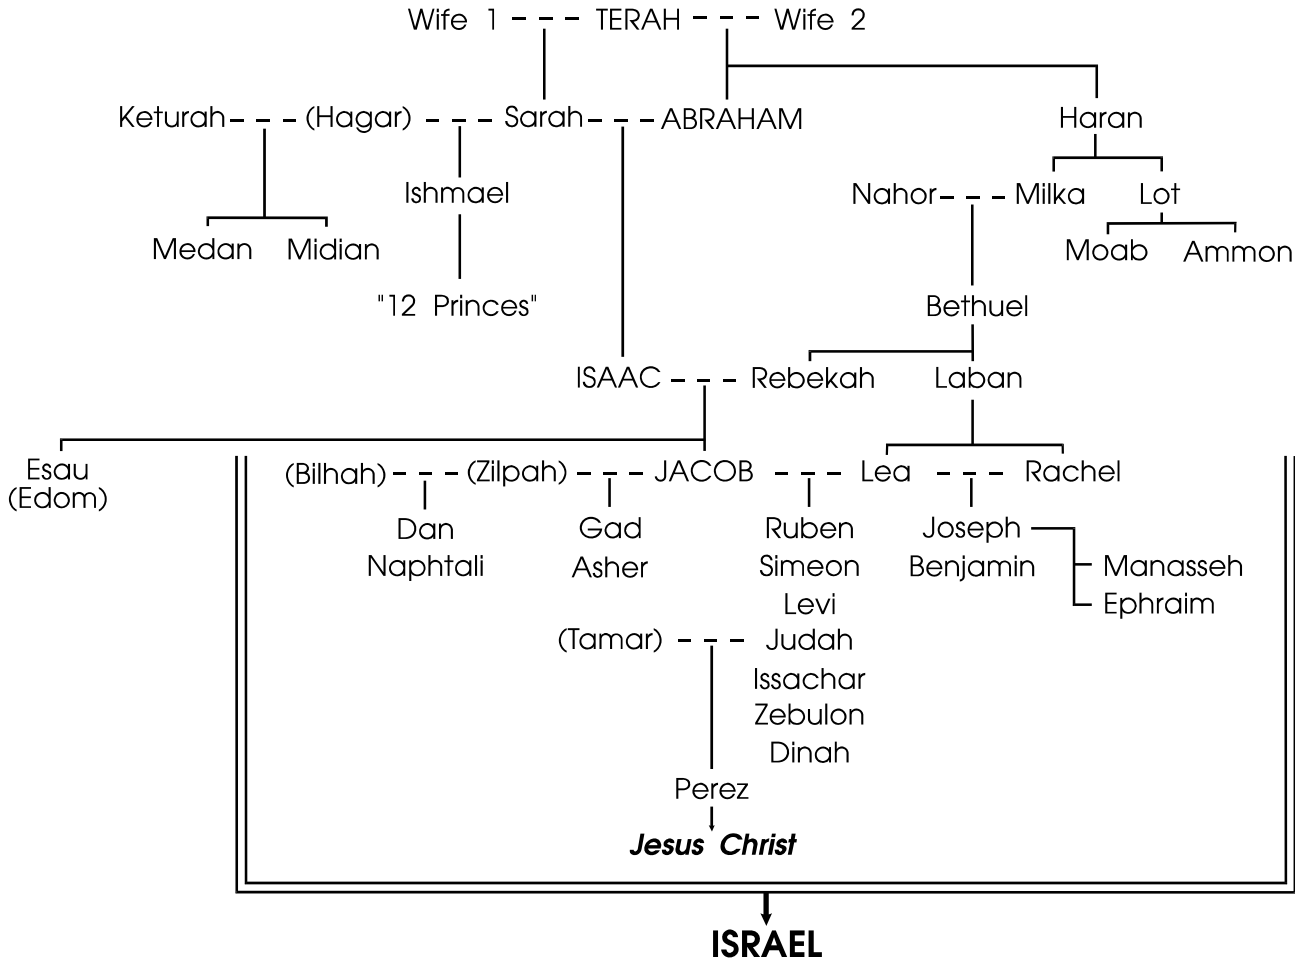 Wife 1 TERAH Wife 2
Keturah (Hagar) Sarah ABRAHAM Haran
Ishmael Nahor Milka Lot
Medan Midian Moab Ammon
"12 Princes" Bethuel
ISAAC Rebekah Laban
Esau (Bilhah) (Zilpah) JACOB Lea Rachel
(Edom)
Dan Gad Ruben Joseph
Naphtali Asher Simeon Benjamin Manasseh
Levi Ephraim
(Tamar) Judah
Issachar
Zebulon
Dinah
Perez
Jesus Christ
ISRAEL